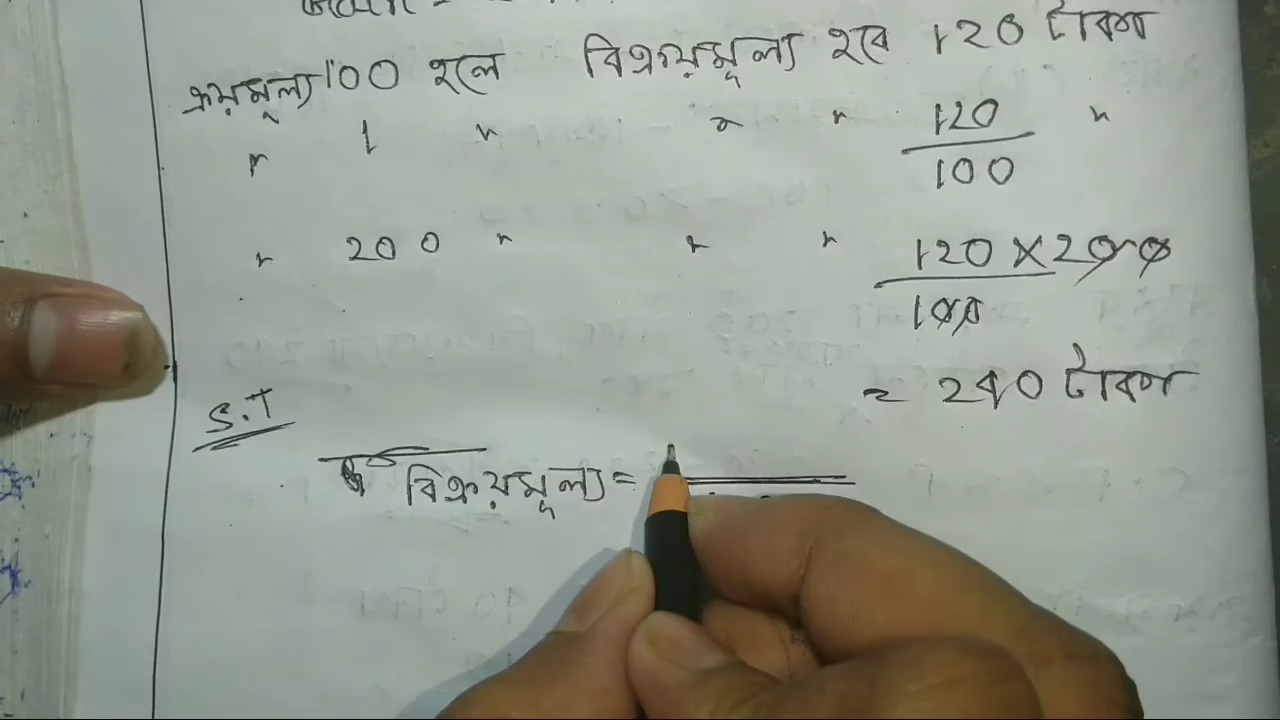 ক্রয়মূল্য 100 হলে বিক্রয়মূল্য হবে 120 টাকা
" 1 " " " 120/100 "
" 200 " " " 120 × 200/100
= 240 টাকা
S.T
বিক্রয়মূল্য =